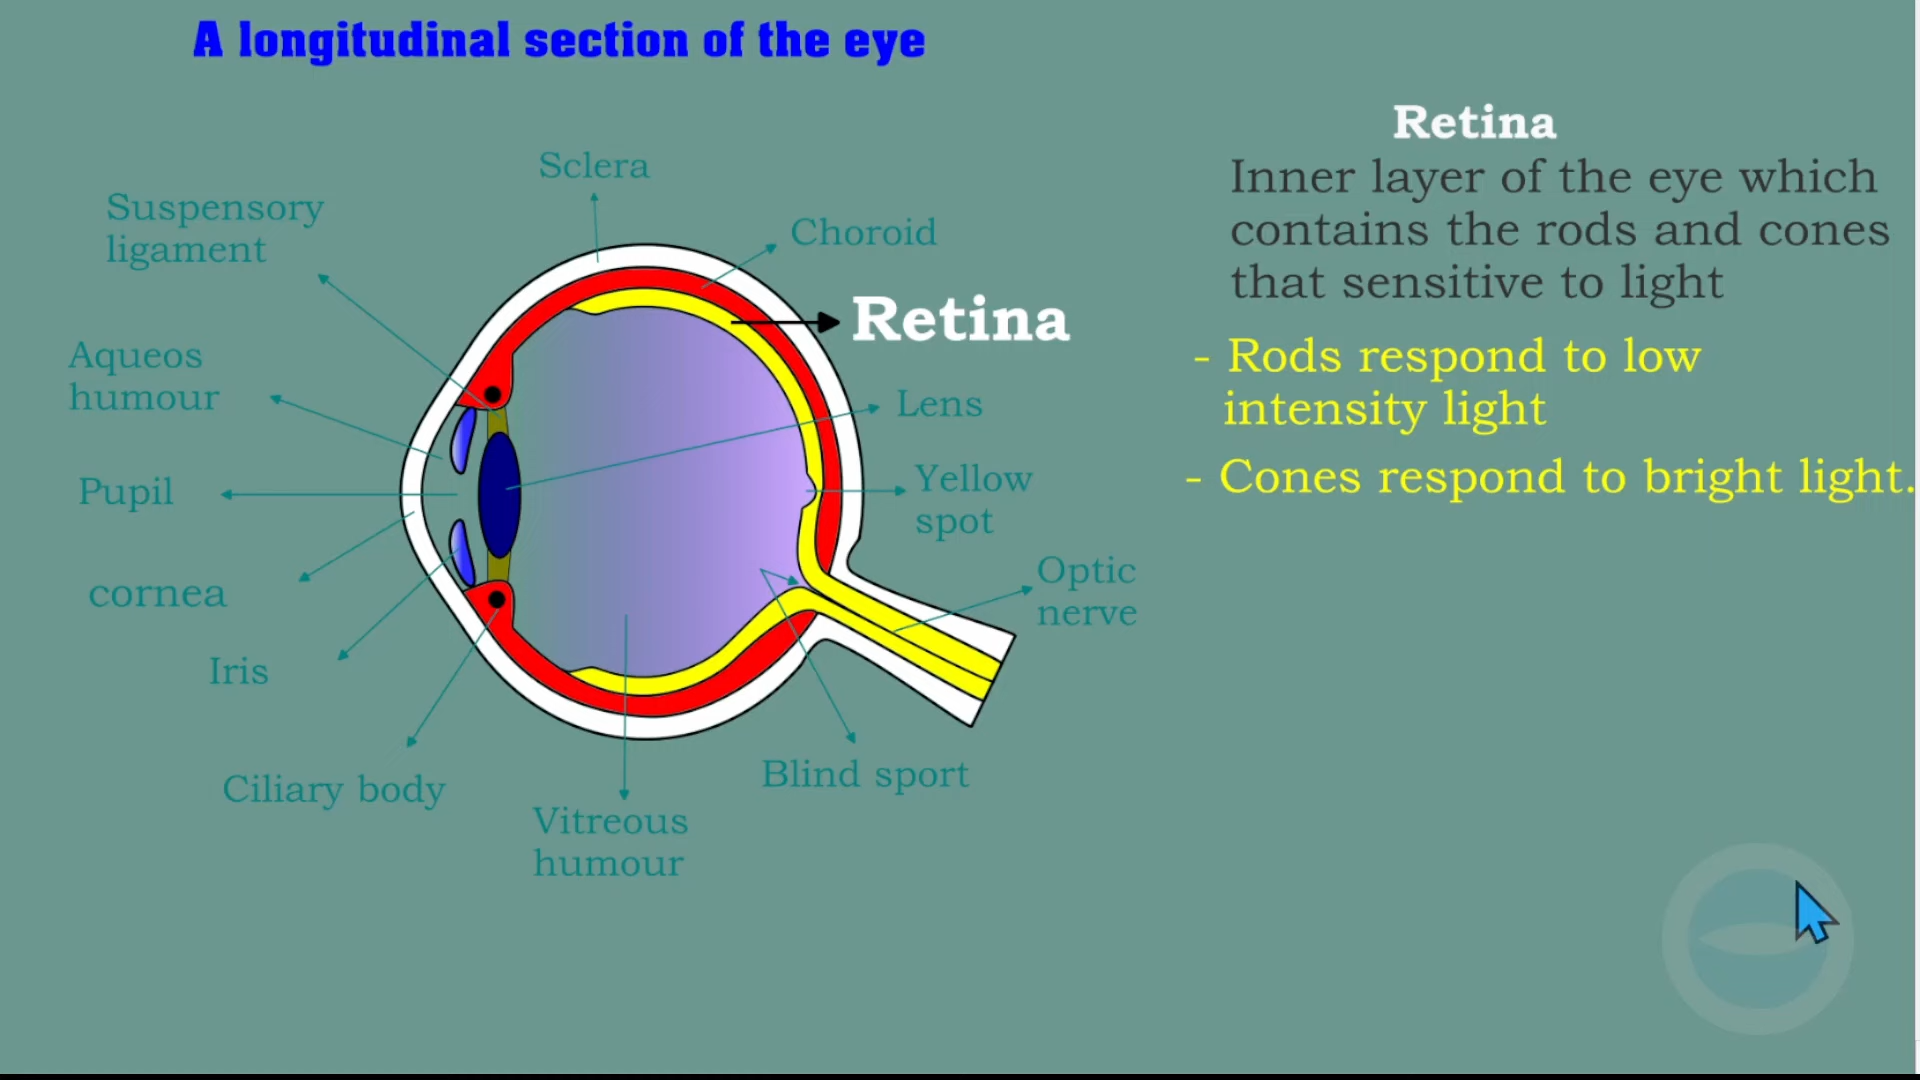 A longitudinal section of the eye
Retina
Inner layer of the eye which
contains the rods and cones
that sensitive to light
- Rods respond to low
intensity light
- Cones respond to bright light.
Sclera
Suspensory
ligament
Choroid
Retina
Aqueos
humour
Lens
Pupil
Yellow
spot
cornea
Optic
nerve
Iris
Ciliary body
Blind sport
Vitreous
humour